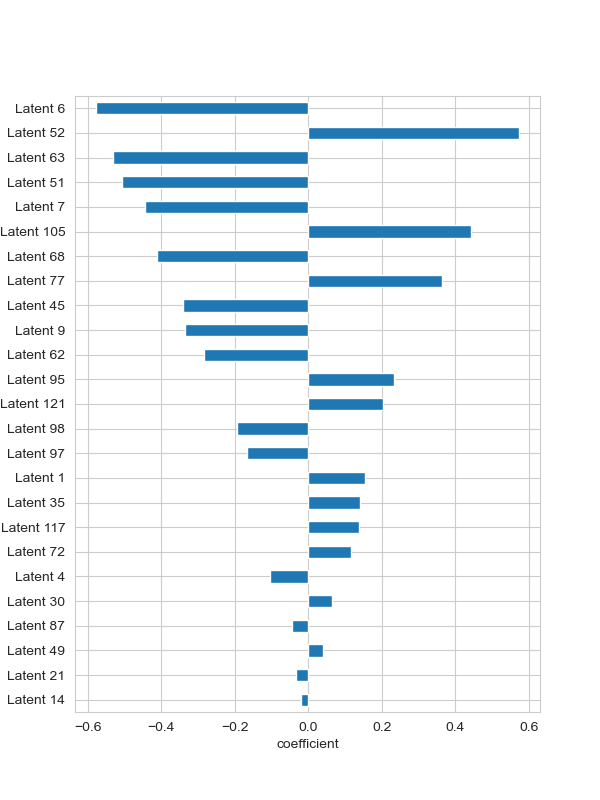 Latent 6
Latent 52
Latent 63
Latent 51
Latent 7
Latent 105
Latent 68
Latent 77
Latent 45
Latent 9
Latent 62
Latent 95
Latent 121
Latent 98
Latent 97
Latent 1
Latent 35
Latent 117
Latent 72
Latent 4
Latent 30
Latent 87
Latent 49
Latent 21
Latent 14
−0.6 −0.4 −0.2 0.0 0.2 0.4 0.6
coefficient